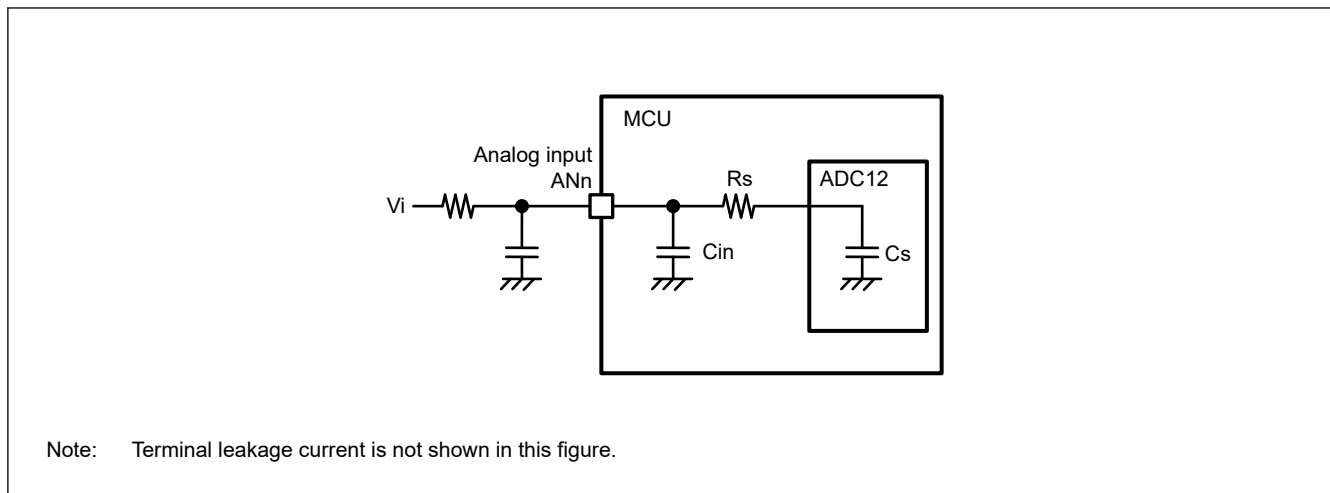 MCU
Analog input
ANn
Rs
ADC12
Vi
Cin
Cs
Note: Terminal leakage current is not shown in this figure.